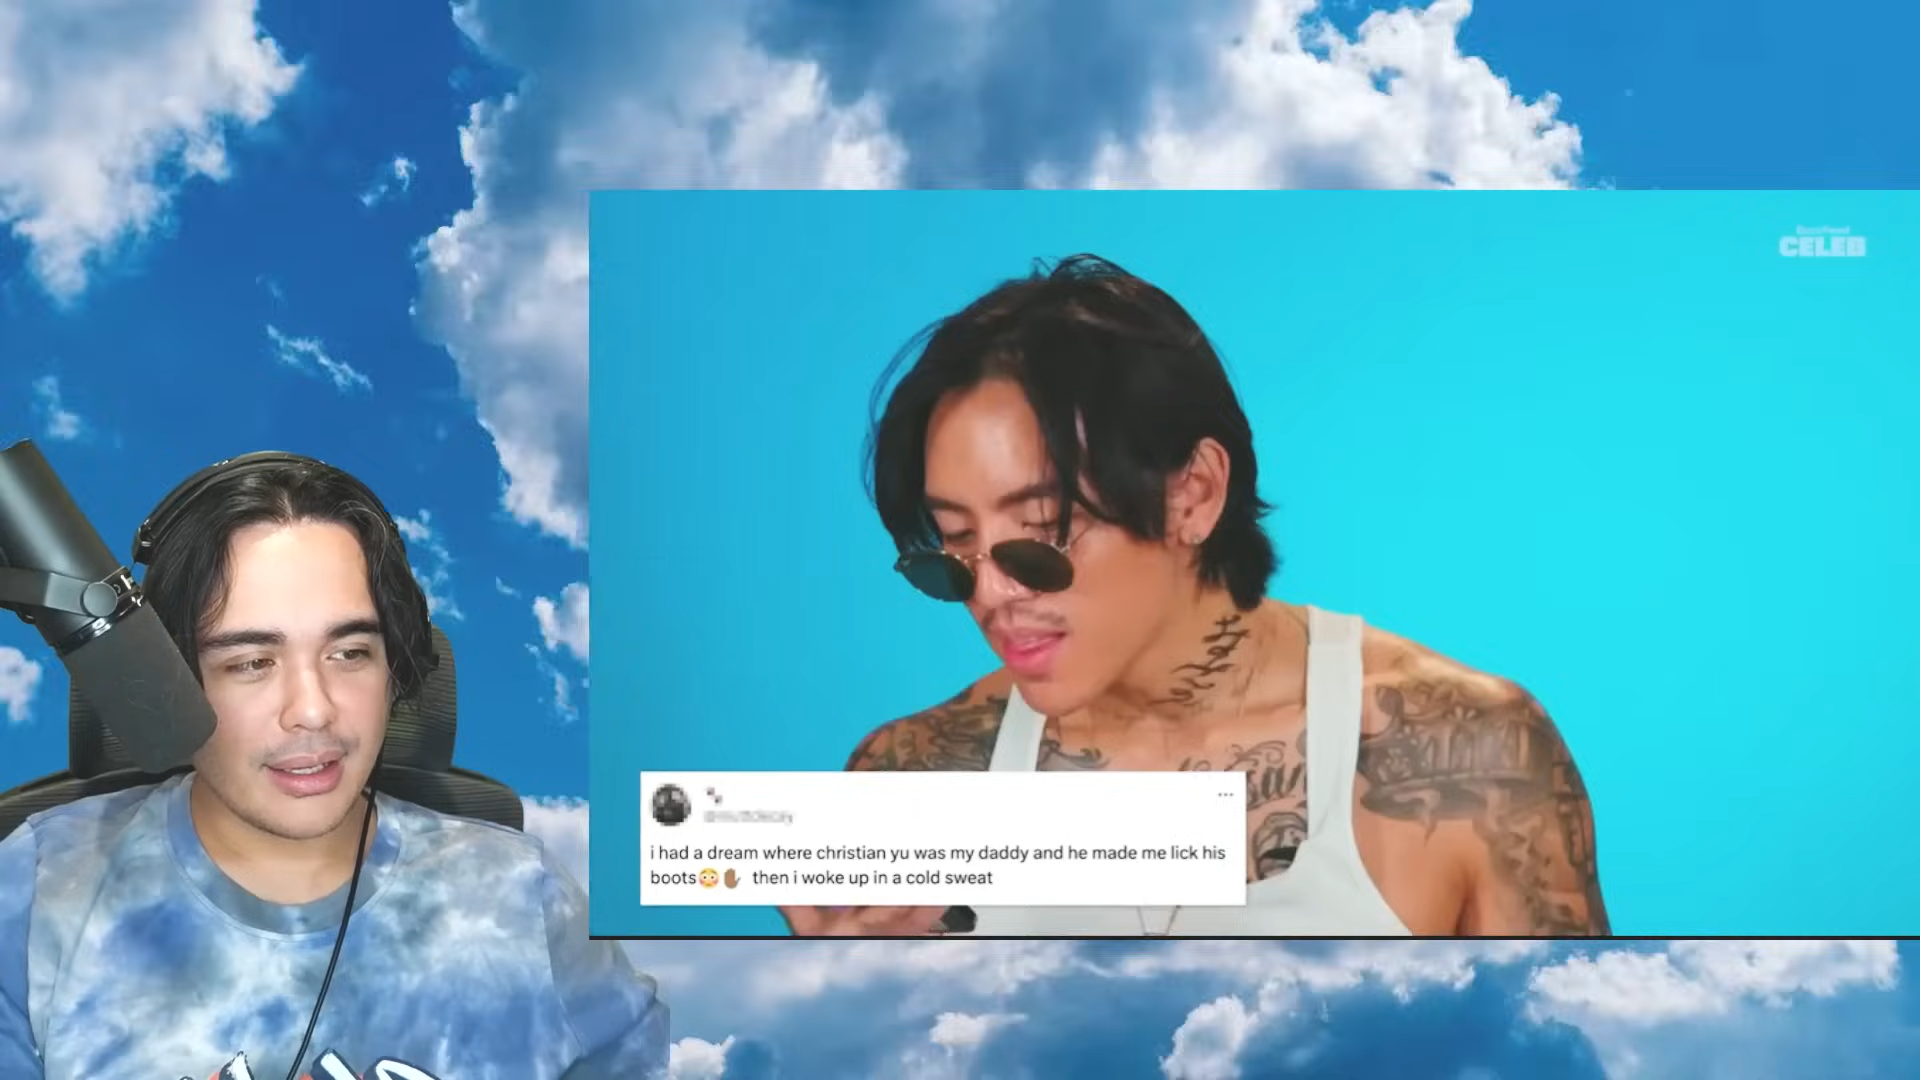 BuzzFeed
CELEB
i had a dream where christian yu was my daddy and he made me lick his
boots😳✋🏾 then i woke up in a cold sweat